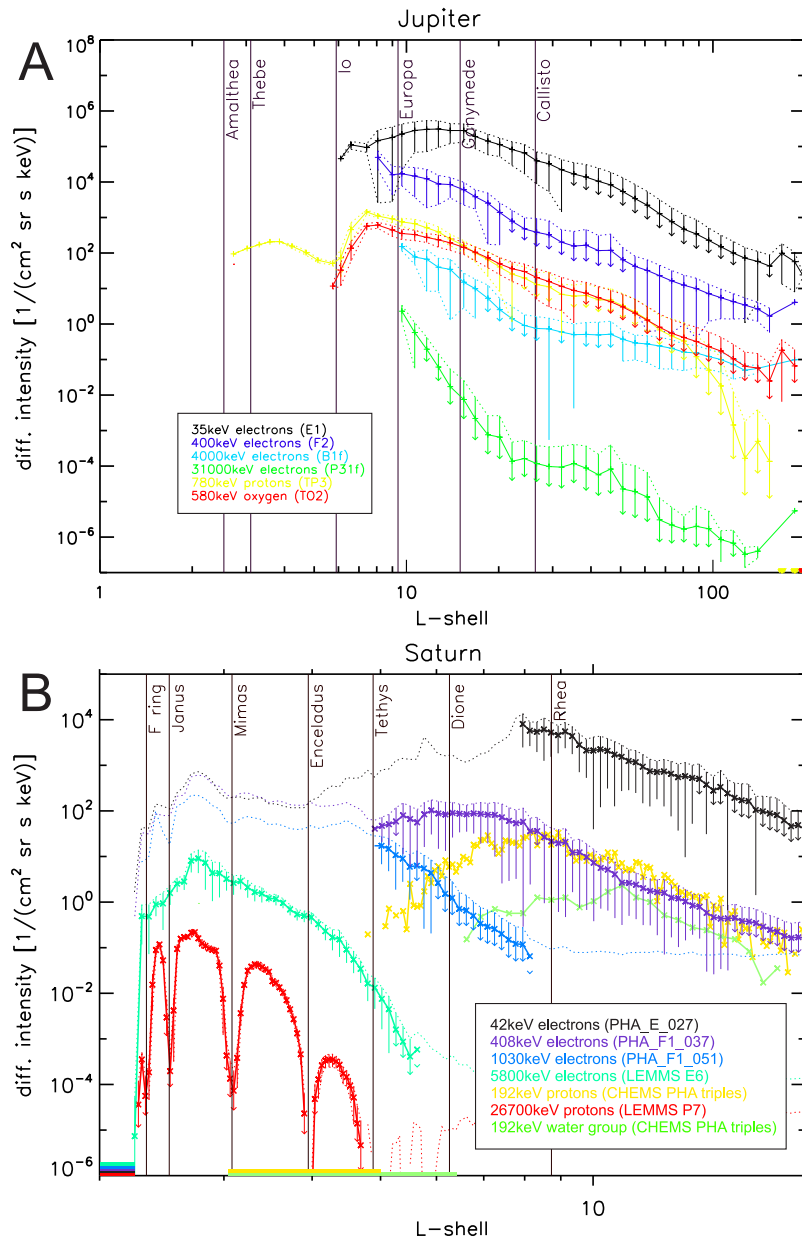 Jupiter
A
10^8
10^6
10^4
10^2
10^0
10^-2
10^-4
10^-6
diff. intensity [1/(cm^2 sr s keV)]
Amalthea
Thebe
Io
Europa
Ganymede
Callisto
35keV electrons (E1)
400keV electrons (F2)
4000keV electrons (B1f)
31000keV electrons (P31f)
780keV protons (TP3)
580keV oxygen (TO2)
1
10
100
L-shell
Saturn
B
10^4
10^2
10^0
10^-2
10^-4
10^-6
diff. intensity [1/(cm^2 sr s keV)]
F ring
Janus
Mimas
Enceladus
Tethys
Dione
Rhea
42keV electrons (PHA_E_027)
408keV electrons (PHA_F1_037)
1030keV electrons (PHA_F1_051)
5800keV electrons (LEMMS E6)
192keV protons (CHEMS PHA triples)
26700keV protons (LEMMS P7)
192keV water group (CHEMS PHA triples)
10
L-shell